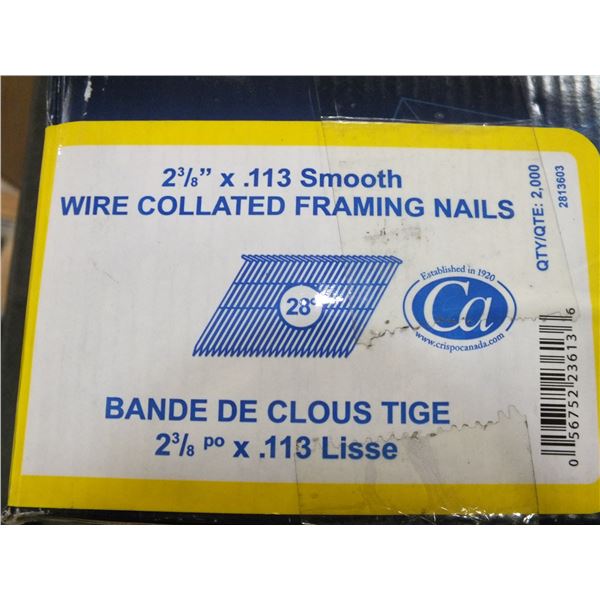 2 3/8” x .113 Smooth
WIRE COLLATED FRAMING NAILS
28°
Established in 1920
Ca
www.crispocanada.com
BANDE DE CLOUS TIGE
2 3/8 po x .113 Lisse
QTY/QTE: 2,000
2813603
0 56752 23613 6